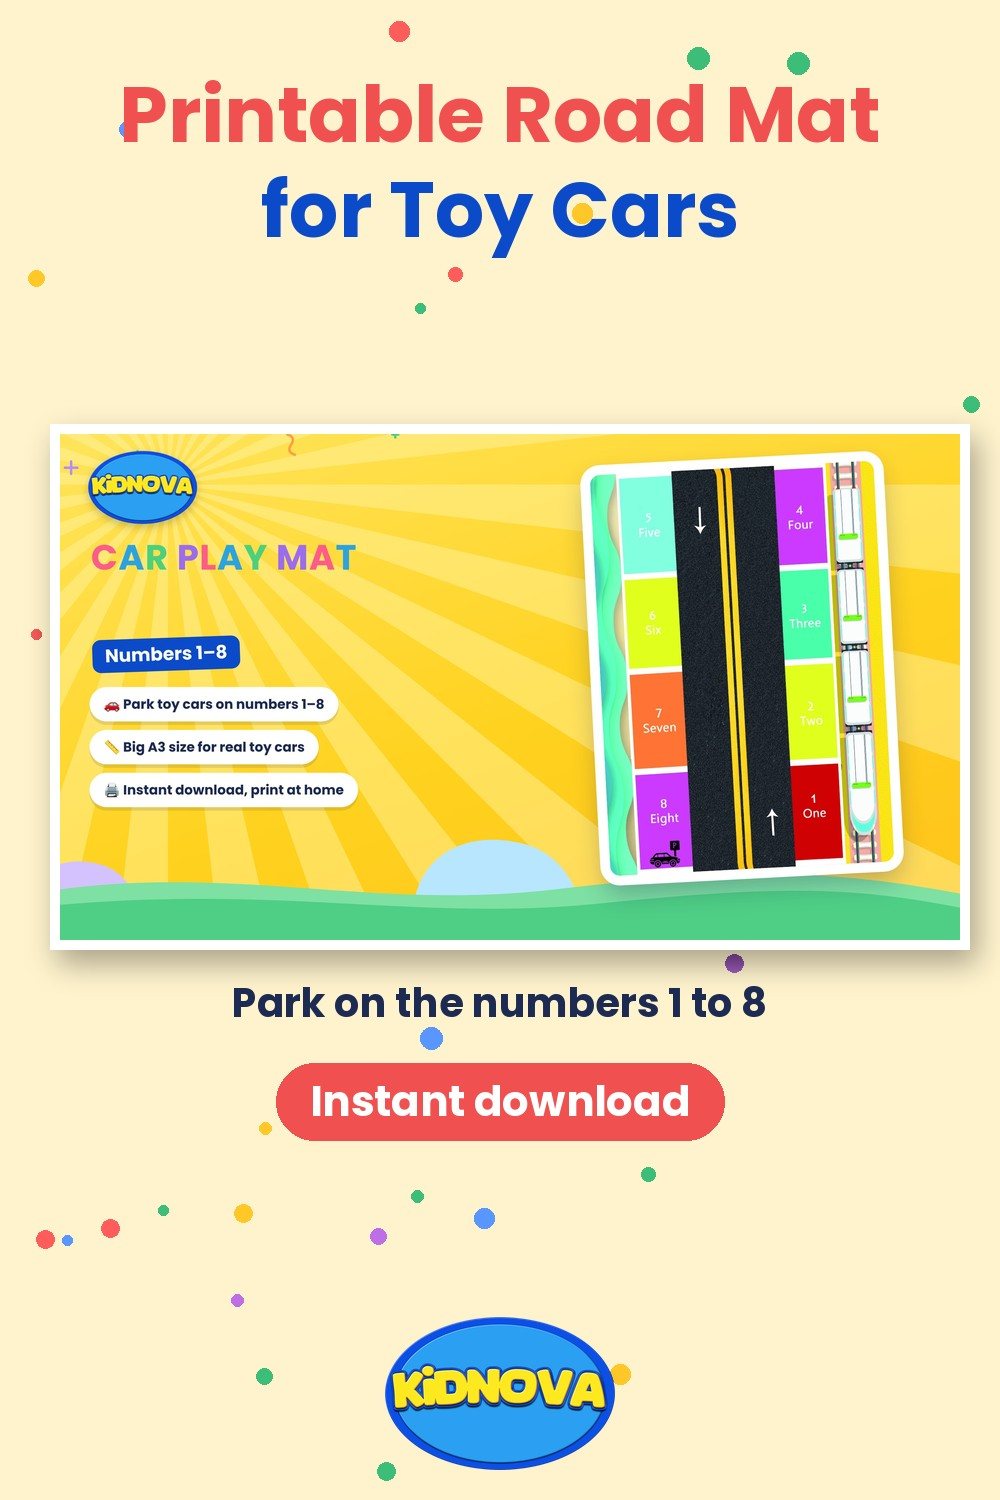 Printable Road Mat
for Toy Cars
KiDNOVA
CAR PLAY MAT
Numbers 1–8
Park toy cars on numbers 1–8
Big A3 size for real toy cars
Instant download, print at home
5
Five
4
Four
6
Six
3
Three
7
Seven
2
Two
8
Eight
P
1
One
Park on the numbers 1 to 8
Instant download
KiDNOVA